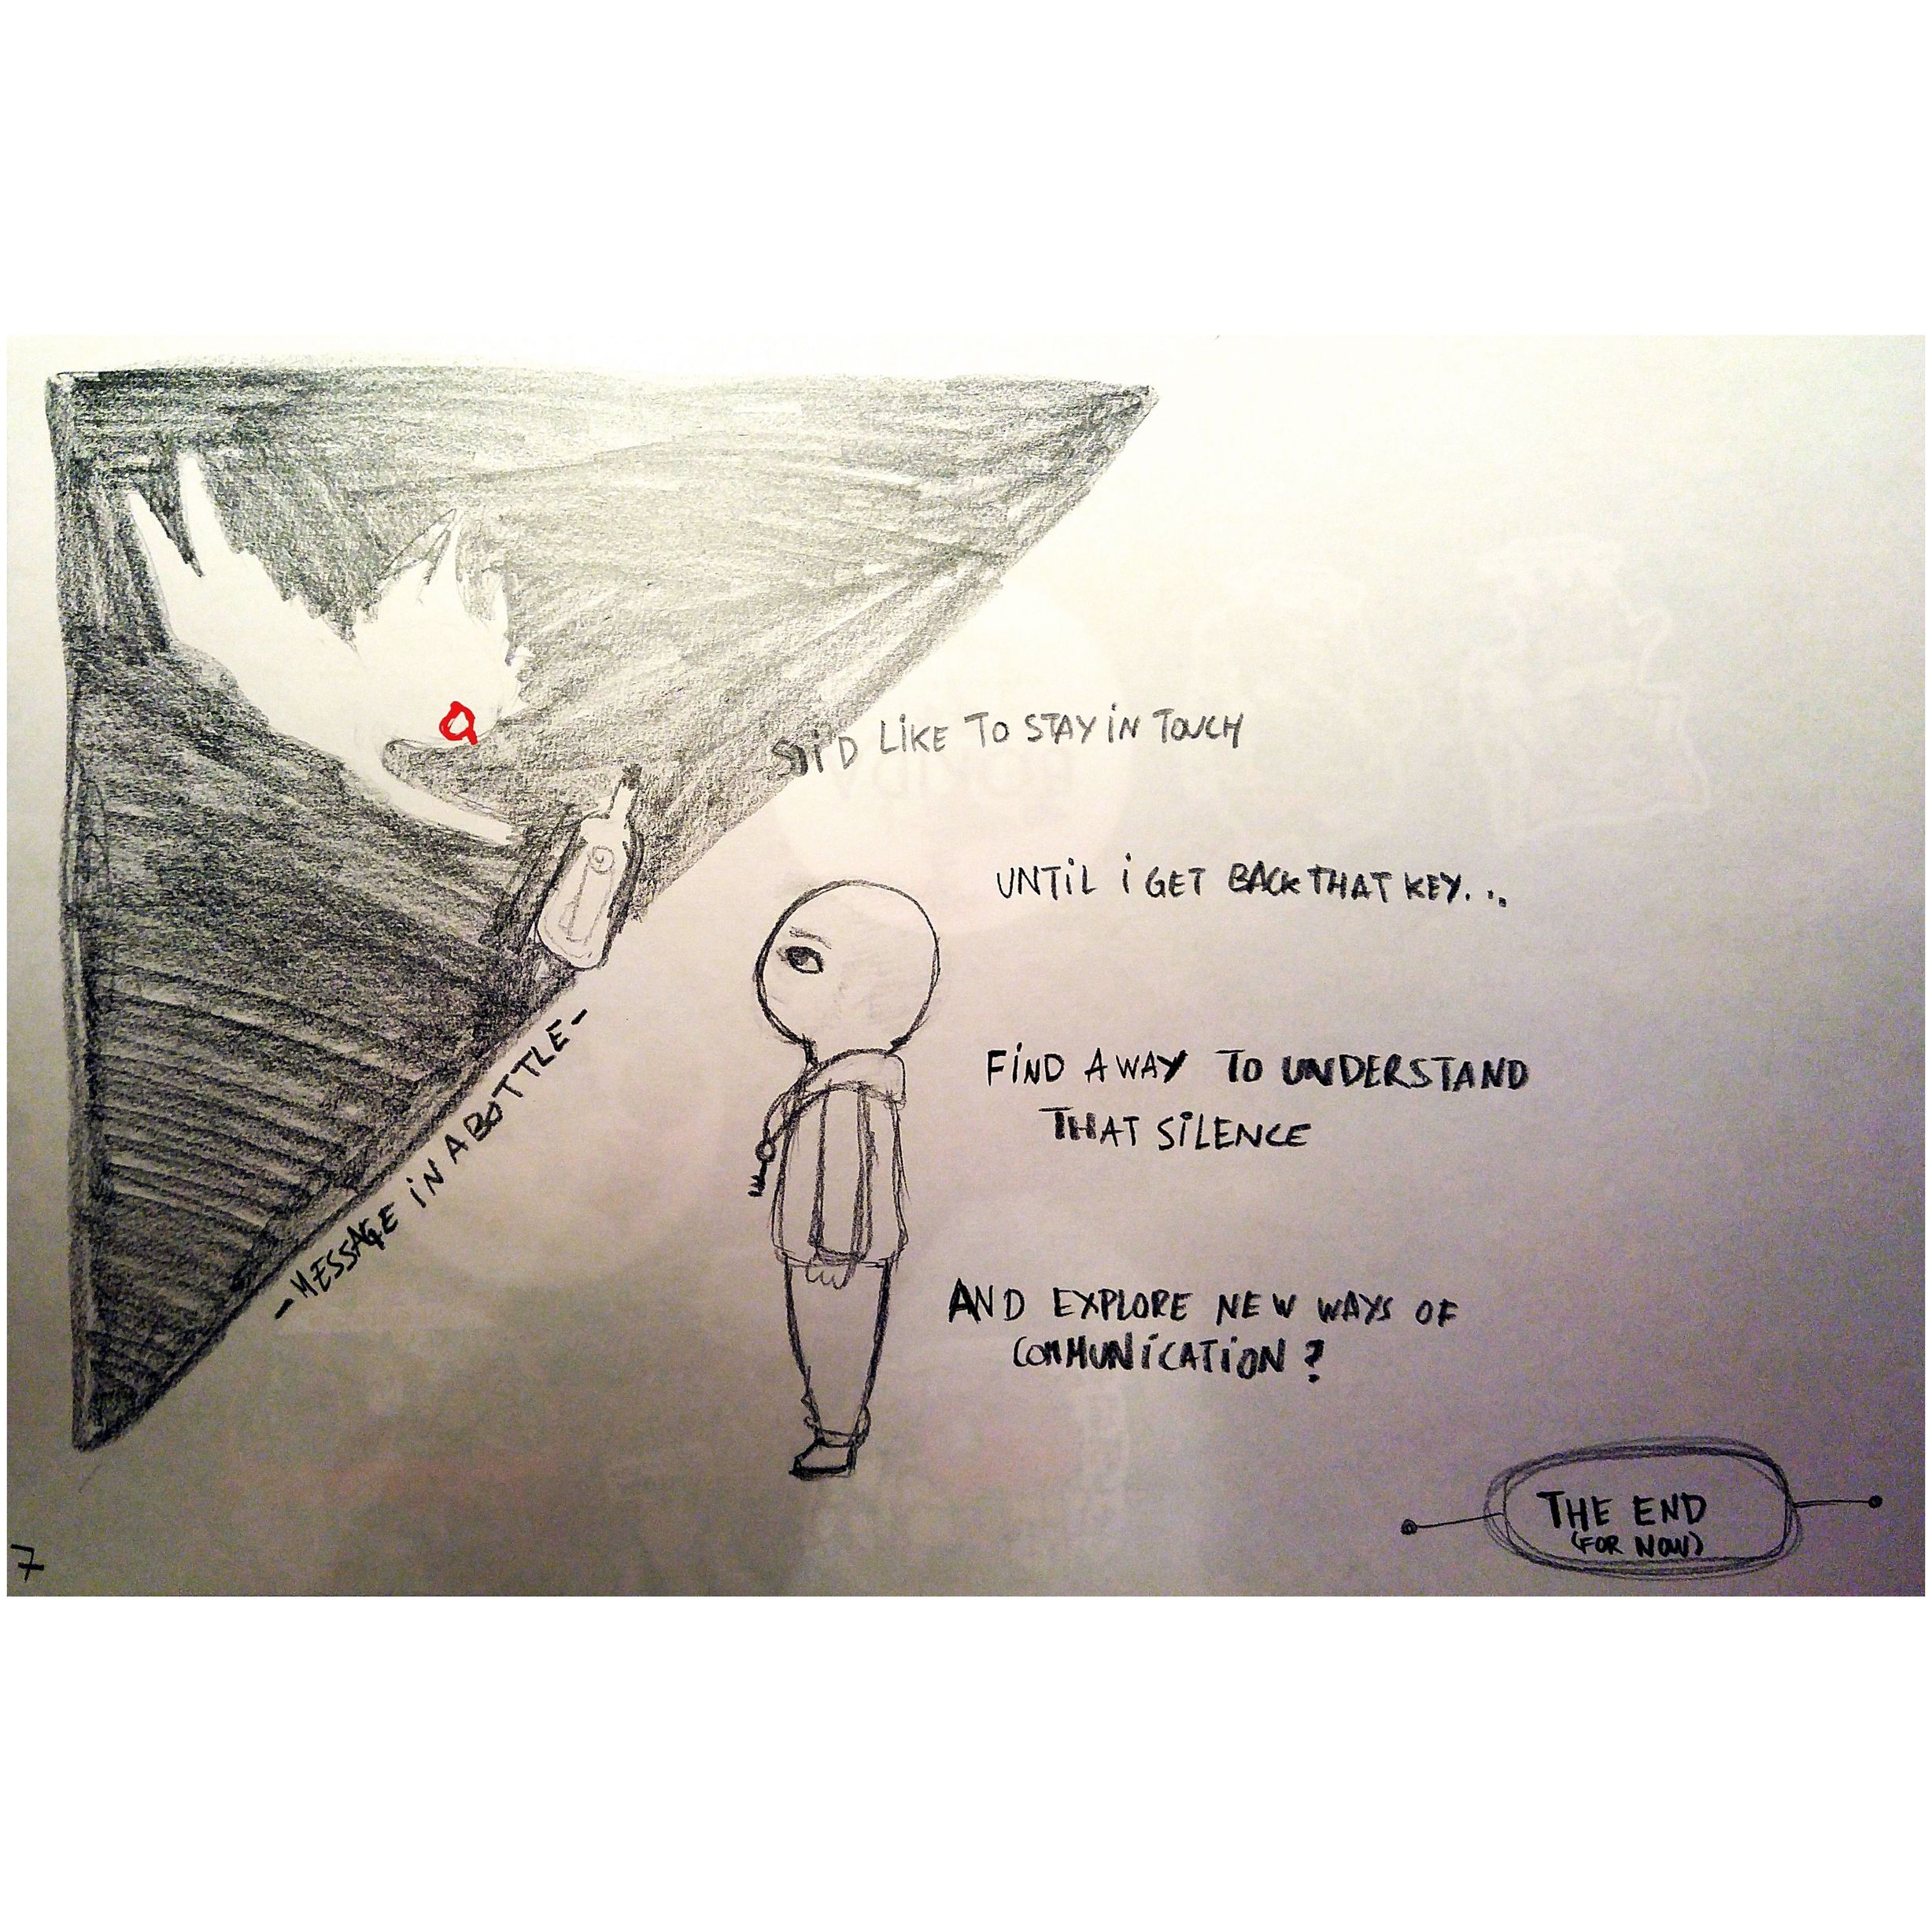 SO I'D LIKE TO STAY IN TOUCH
UNTIL I GET BACK THAT KEY...
FIND A WAY TO UNDERSTAND
THAT SILENCE
AND EXPLORE NEW WAYS OF
COMMUNICATION?
- MESSAGE IN A BOTTLE -
THE END
(FOR NOW)
7